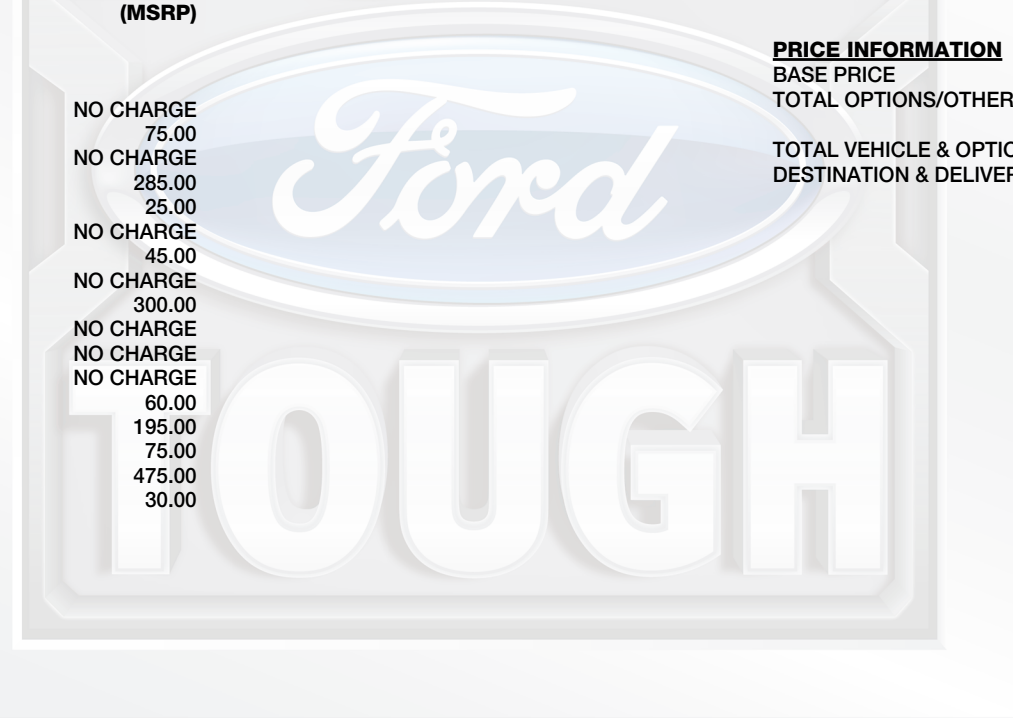 (MSRP)
NO CHARGE
75.00
NO CHARGE
285.00
25.00
NO CHARGE
45.00
NO CHARGE
300.00
NO CHARGE
NO CHARGE
NO CHARGE
60.00
195.00
75.00
475.00
30.00
PRICE INFORMATION
BASE PRICE
TOTAL OPTIONS/OTHER
TOTAL VEHICLE & OPTIO
DESTINATION & DELIVER
Ford
TOUGH